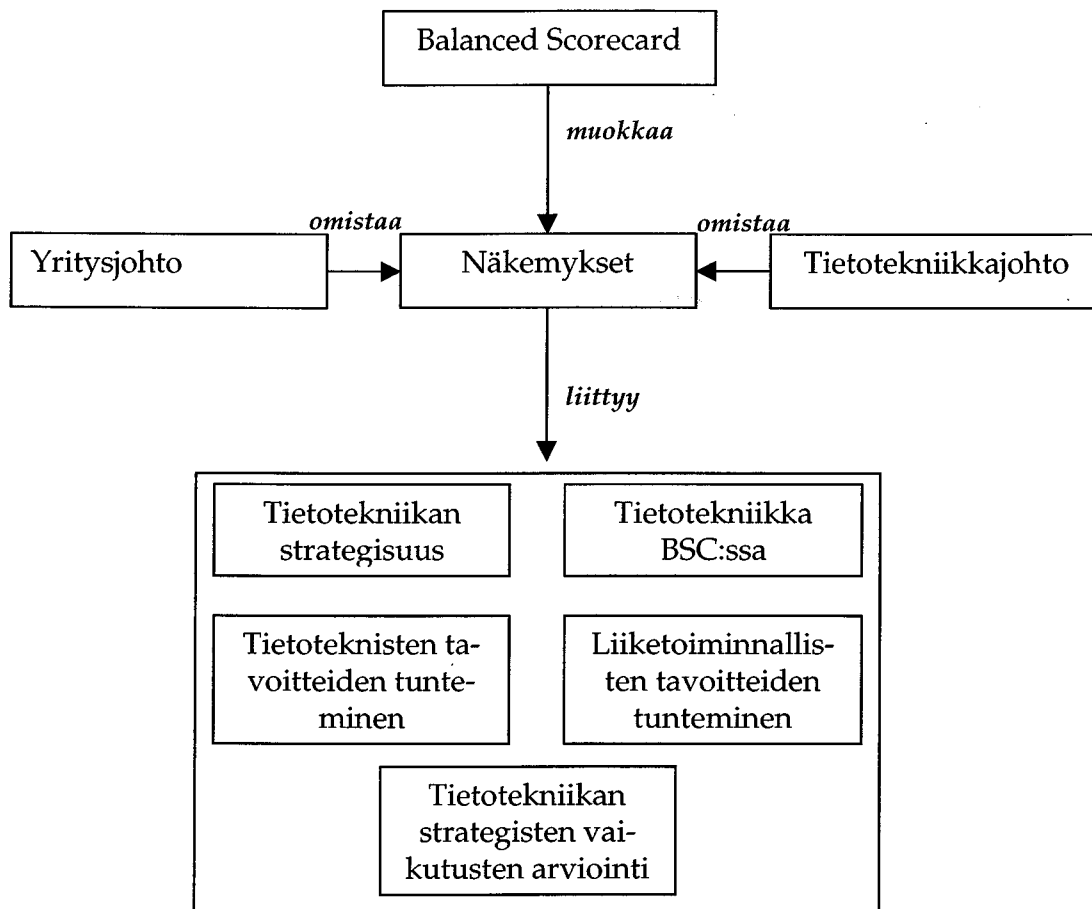 Balanced Scorecard
muokkaa
omistaa
omistaa
Yritysjohto
Näkemykset
Tietotekniikkajohto
liittyy
Tietotekniikan
strategisuus
Tietotekniikka
BSC:ssa
Tietoteknisten ta-
voitteiden tunte-
minen
Liiketoiminnallis-
ten tavoitteiden
tunteminen
Tietotekniikan
strategisten vai-
kutusten arviointi